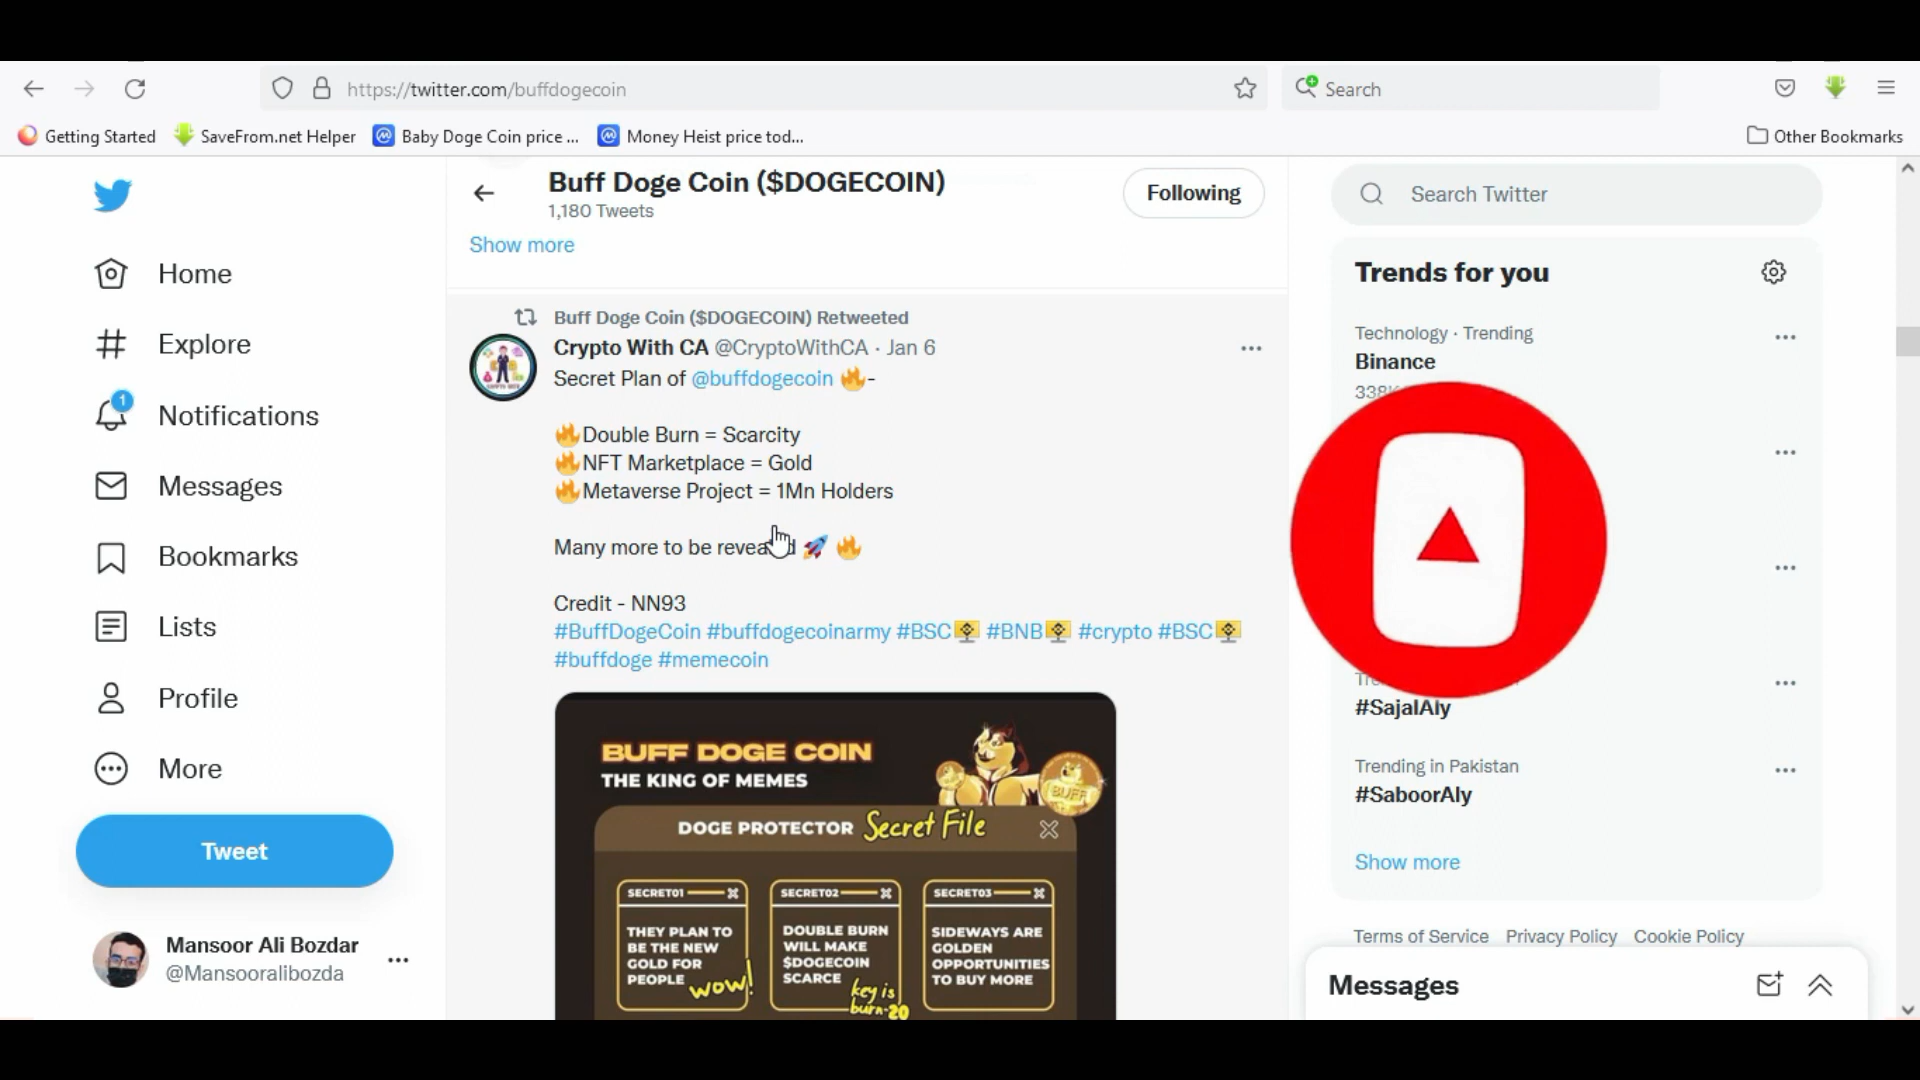 https://twitter.com/buffdogecoin
Search
Getting Started
SaveFrom.net Helper
Baby Doge Coin price ...
Money Heist price tod...
Other Bookmarks
Home
Explore
1
Notifications
Messages
Bookmarks
Lists
Profile
More
Tweet
Mansoor Ali Bozdar
@Mansooralibozda
Buff Doge Coin ($DOGECOIN)
1,180 Tweets
Following
Show more
Buff Doge Coin ($DOGECOIN) Retweeted
Crypto With CA @CryptoWithCA · Jan 6
Secret Plan of @buffdogecoin 🔥-
🔥Double Burn = Scarcity
🔥NFT Marketplace = Gold
🔥Metaverse Project = 1Mn Holders
Many more to be 🚀 🔥
Credit - NN93
#BuffDogeCoin #buffdogecoinarmy #BSC #BNB #crypto #BSC
#buffdoge #memecoin
BUFF DOGE COIN
THE KING OF MEMES
BUFF
DOGE PROTECTOR Secret File
SECRET01
THEY PLAN TO
BE THE NEW
GOLD FOR
PEOPLE wow!
SECRET02
DOUBLE BURN
WILL MAKE
$DOGECOIN
SCARCE
key is
burn-20
SECRET03
SIDEWAYS ARE
GOLDEN
OPPORTUNITIES
TO BUY MORE
Search Twitter
Trends for you
Technology · Trending
Binance
#SajalAly
Trending in Pakistan
#SaboorAly
Show more
Terms of Service Privacy Policy Cookie Policy
Messages